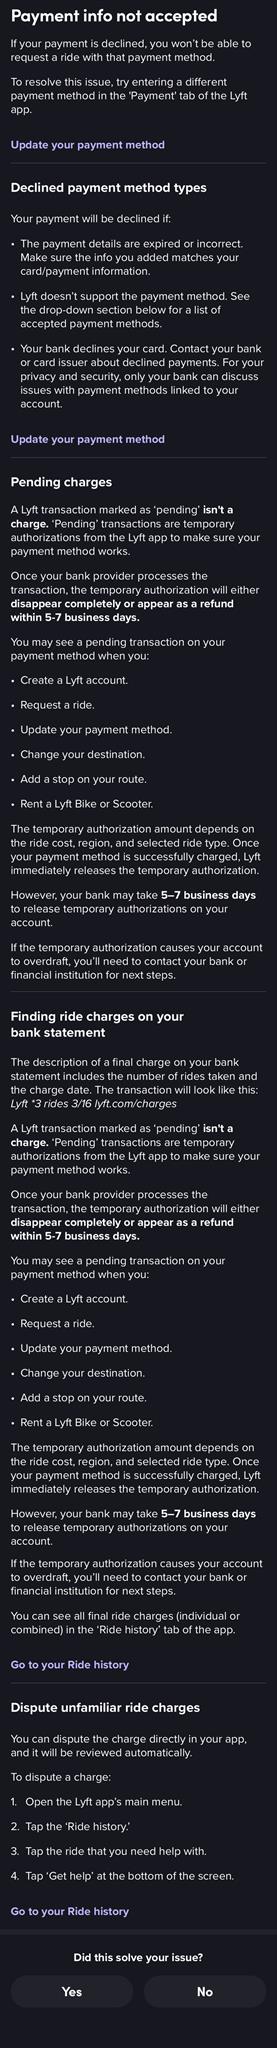 Payment info not accepted
If your payment is declined, you won't be able to
request a ride with that payment method.
To resolve this issue, try entering a different
payment method in the 'Payment' tab of the Lyft
app.
Update your payment method
Declined payment method types
Your payment will be declined if:
• The payment details are expired or incorrect.
Make sure the info you added matches your
card/payment information.
• Lyft doesn't support the payment method. See
the drop-down section below for a list of
accepted payment methods.
• Your bank declines your card. Contact your bank
or card issuer about declined payments. For your
privacy and security, only your bank can discuss
issues with payment methods linked to your
account.
Update your payment method
Pending charges
A Lyft transaction marked as ‘pending’ isn't a
charge. ‘Pending’ transactions are temporary
authorizations from the Lyft app to make sure your
payment method works.
Once your bank provider processes the
transaction, the temporary authorization will either
disappear completely or appear as a refund
within 5-7 business days.
You may see a pending transaction on your
payment method when you:
• Create a Lyft account.
• Request a ride.
• Update your payment method.
• Change your destination.
• Add a stop on your route.
• Rent a Lyft Bike or Scooter.
The temporary authorization amount depends on
the ride cost, region, and selected ride type. Once
your payment method is successfully charged, Lyft
immediately releases the temporary authorization.
However, your bank may take 5–7 business days
to release temporary authorizations on your
account.
If the temporary authorization causes your account
to overdraft, you'll need to contact your bank or
financial institution for next steps.
Finding ride charges on your
bank statement
The description of a final charge on your bank
statement includes the number of rides taken and
the charge date. The transaction will look like this:
Lyft *3 rides 3/16 lyft.com/charges
A Lyft transaction marked as ‘pending’ isn't a
charge. ‘Pending’ transactions are temporary
authorizations from the Lyft app to make sure your
payment method works.
Once your bank provider processes the
transaction, the temporary authorization will either
disappear completely or appear as a refund
within 5-7 business days.
You may see a pending transaction on your
payment method when you:
• Create a Lyft account.
• Request a ride.
• Update your payment method.
• Change your destination.
• Add a stop on your route.
• Rent a Lyft Bike or Scooter.
The temporary authorization amount depends on
the ride cost, region, and selected ride type. Once
your payment method is successfully charged, Lyft
immediately releases the temporary authorization.
However, your bank may take 5–7 business days
to release temporary authorizations on your
account.
If the temporary authorization causes your account
to overdraft, you'll need to contact your bank or
financial institution for next steps.
You can see all final ride charges (individual or
combined) in the ‘Ride history’ tab of the app.
Go to your Ride history
Dispute unfamiliar ride charges
You can dispute the charge directly in your app,
and it will be reviewed automatically.
To dispute a charge:
1. Open the Lyft app's main menu.
2. Tap the ‘Ride history.’
3. Tap the ride that you need help with.
4. Tap ‘Get help’ at the bottom of the screen.
Go to your Ride history
Did this solve your issue?
Yes
No